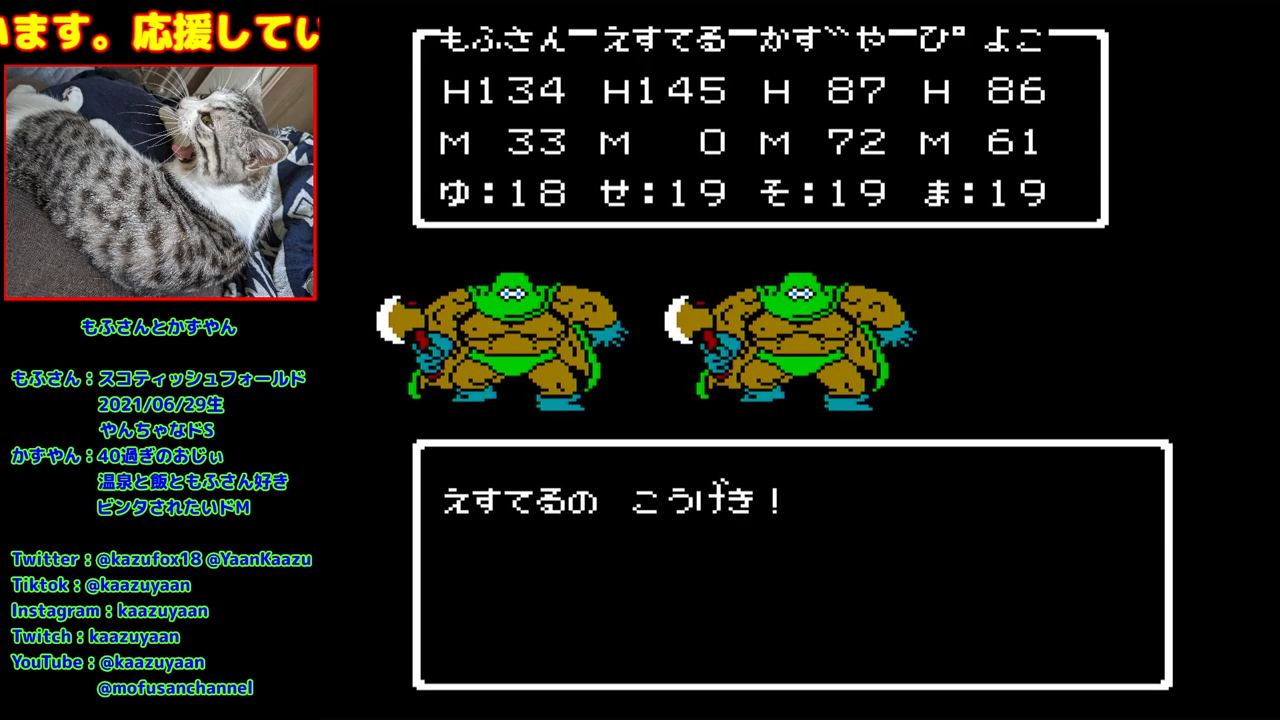 います。応援してい
もふさんとかずやん
もふさん：スコティッシュフォールド
2021/06/29生
やんちゃなドS
かずやん：40過ぎのおじぃ
温泉と飯ともふさん好き
ビンタされたいドM
Twitter：@kazufox18 @YaanKaazu
Tiktok：@kaazuyaan
Instagram：kaazuyaan
Twitch：kaazuyaan
YouTube：@kaazuyaan
@mofusanchannel
もふさん えすてる かずや ぴよこ
H134 H145 H 87 H 86
M 33 M 0 M 72 M 61
ゆ:18 せ:19 そ:19 ま:19
えすてるの こうげき！